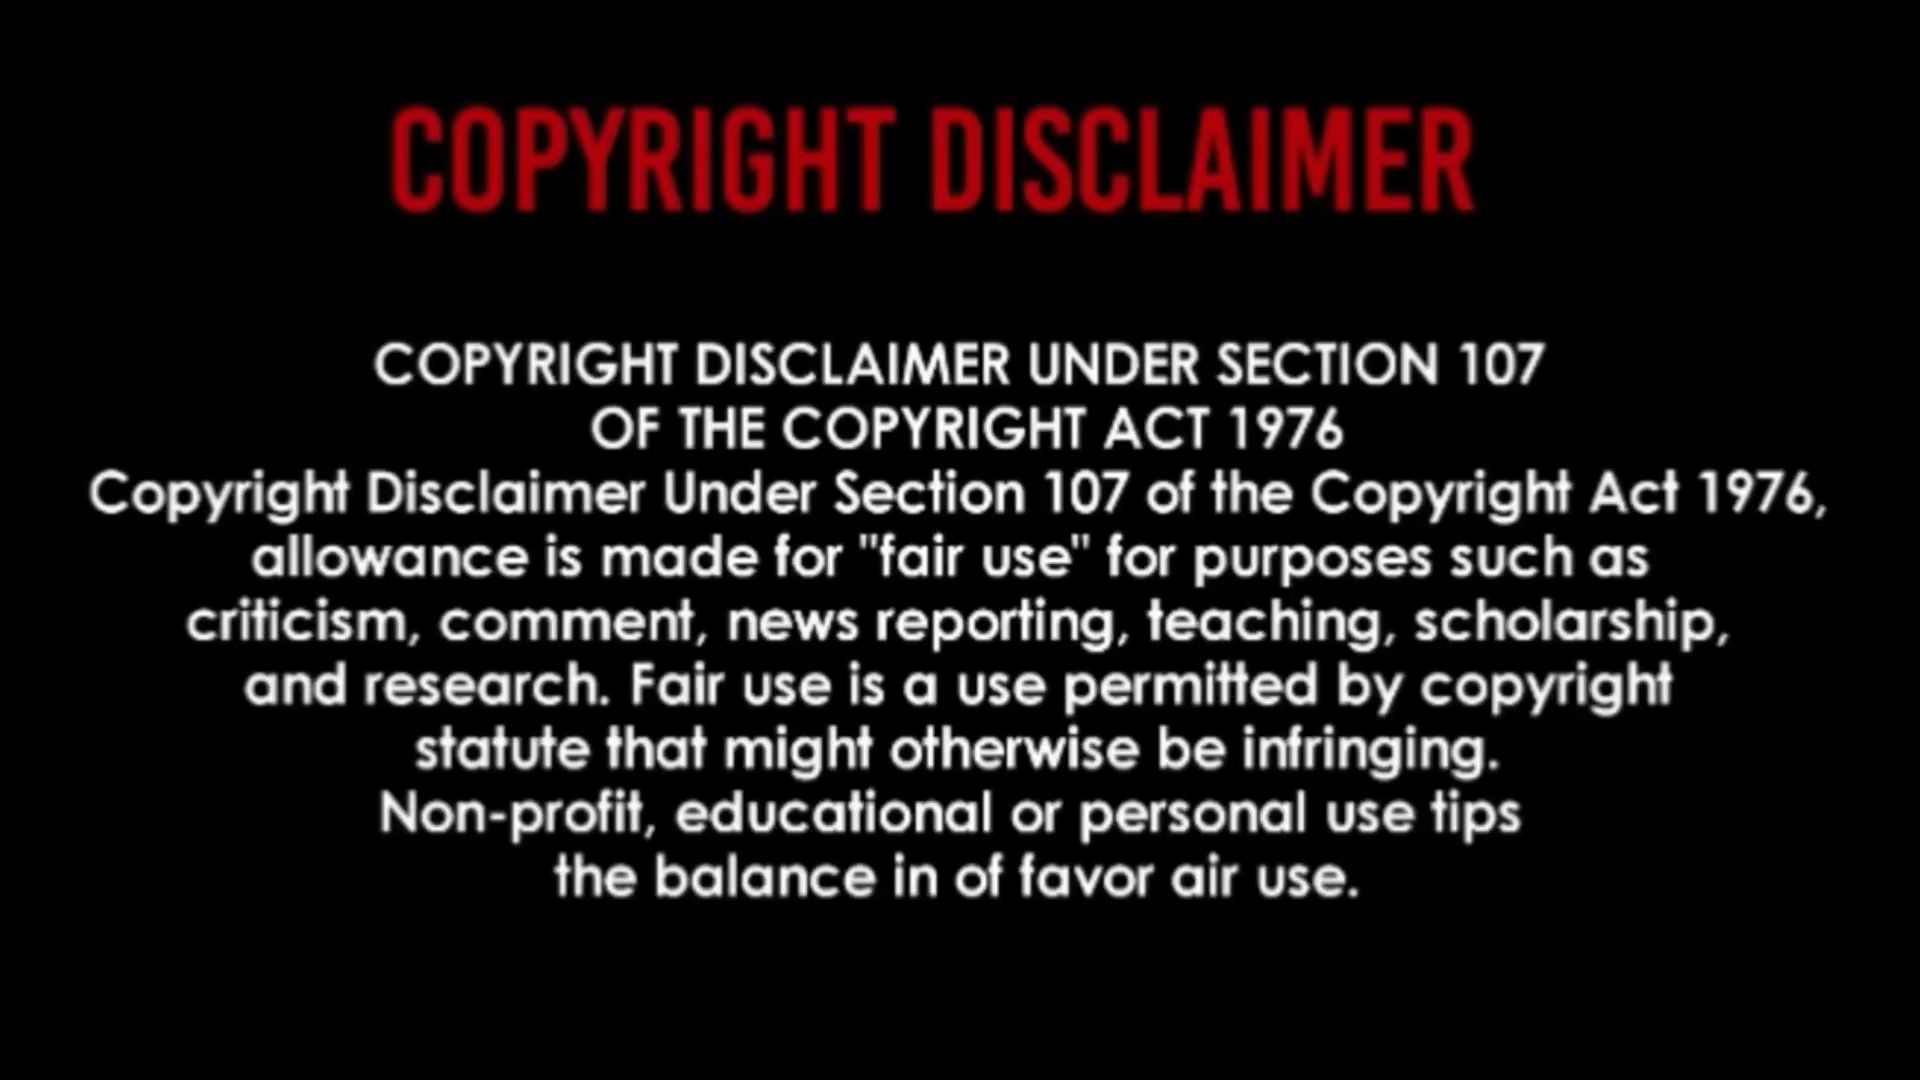 COPYRIGHT DISCLAIMER
COPYRIGHT DISCLAIMER UNDER SECTION 107
OF THE COPYRIGHT ACT 1976
Copyright Disclaimer Under Section 107 of the Copyright Act 1976,
allowance is made for "fair use" for purposes such as
criticism, comment, news reporting, teaching, scholarship,
and research. Fair use is a use permitted by copyright
statute that might otherwise be infringing.
Non-profit, educational or personal use tips
the balance in of favor air use.